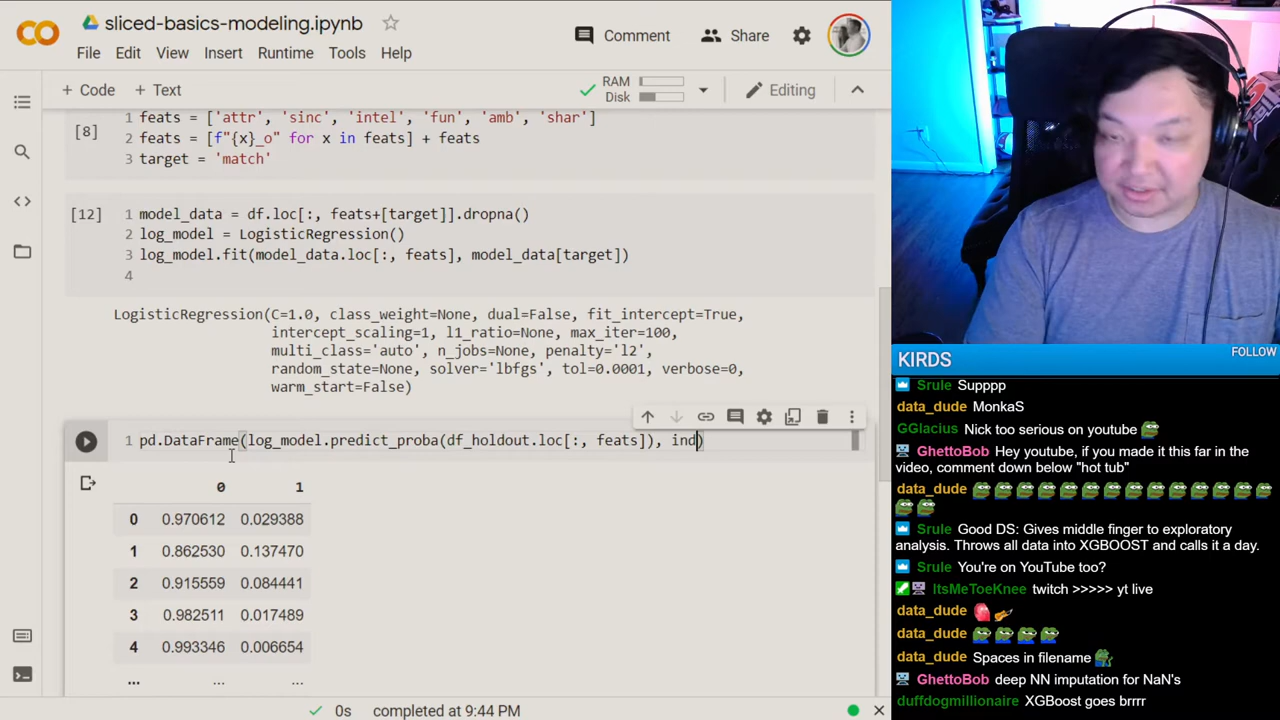 sliced-basics-modeling.ipynb
File Edit View Insert Runtime Tools Help
Comment
Share
+ Code + Text
RAM
Disk
Editing
[8]
1 feats = ['attr', 'sinc', 'intel', 'fun', 'amb', 'shar']
2 feats = [f"{x}_o" for x in feats] + feats
3 target = 'match'
[12]
1 model_data = df.loc[:, feats+[target]].dropna()
2 log_model = LogisticRegression()
3 log_model.fit(model_data.loc[:, feats], model_data[target])
4
LogisticRegression(C=1.0, class_weight=None, dual=False, fit_intercept=True,
intercept_scaling=1, l1_ratio=None, max_iter=100,
multi_class='auto', n_jobs=None, penalty='l2',
random_state=None, solver='lbfgs', tol=0.0001, verbose=0,
warm_start=False)
1 pd.DataFrame(log_model.predict_proba(df_holdout.loc[:, feats]), ind)
0 1
0 0.970612 0.029388
1 0.862530 0.137470
2 0.915559 0.084441
3 0.982511 0.017489
4 0.993346 0.006654
... ... ...
0s completed at 9:44 PM
KIRDS
FOLLOW
Srule Supppp
data_dude MonkaS
GGlacius Nick too serious on youtube
GhettoBob Hey youtube, if you made it this far in the
video, comment down below "hot tub"
data_dude
Srule Good DS: Gives middle finger to exploratory
analysis. Throws all data into XGBOOST and calls it a day.
Srule You're on YouTube too?
ItsMeToeKnee twitch >>>>> yt live
data_dude
data_dude
data_dude Spaces in filename
GhettoBob deep NN imputation for NaN's
duffdogmillionaire XGBoost goes brrrr